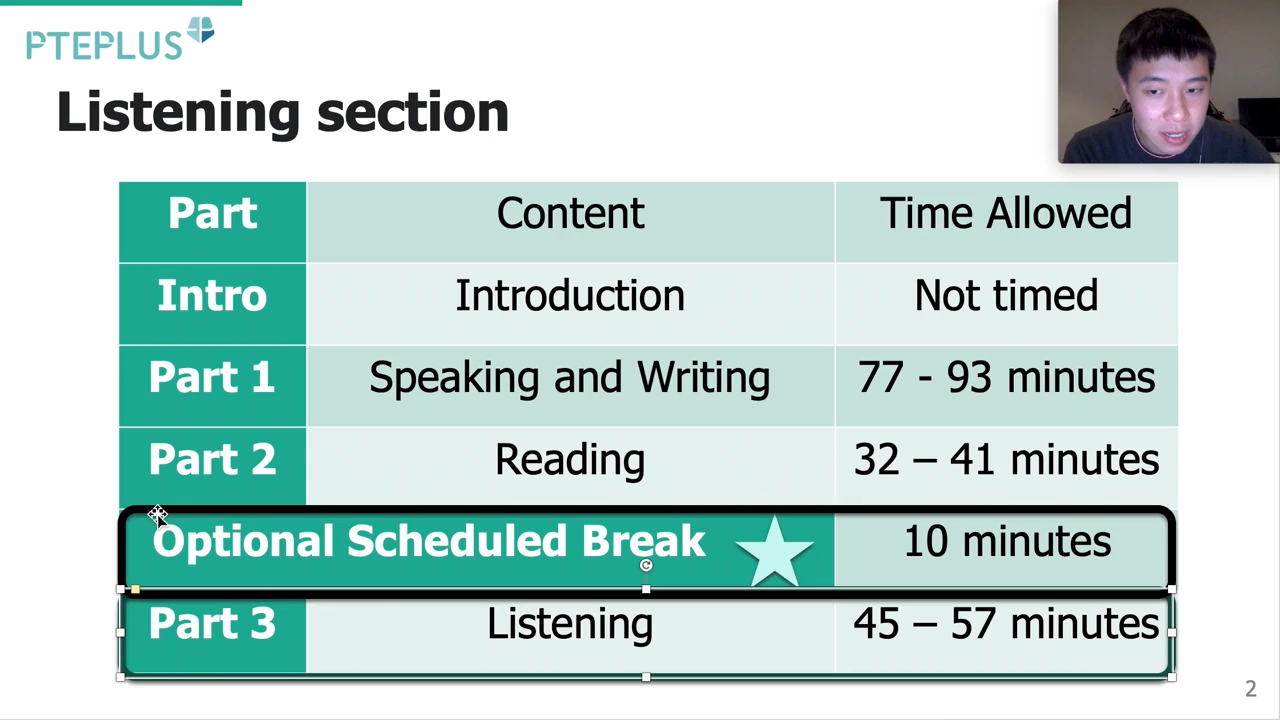 PTEPLUS
Listening section
Part Content Time Allowed
Intro Introduction Not timed
Part 1 Speaking and Writing 77 - 93 minutes
Part 2 Reading 32 – 41 minutes
Optional Scheduled Break 10 minutes
Part 3 Listening 45 – 57 minutes
2